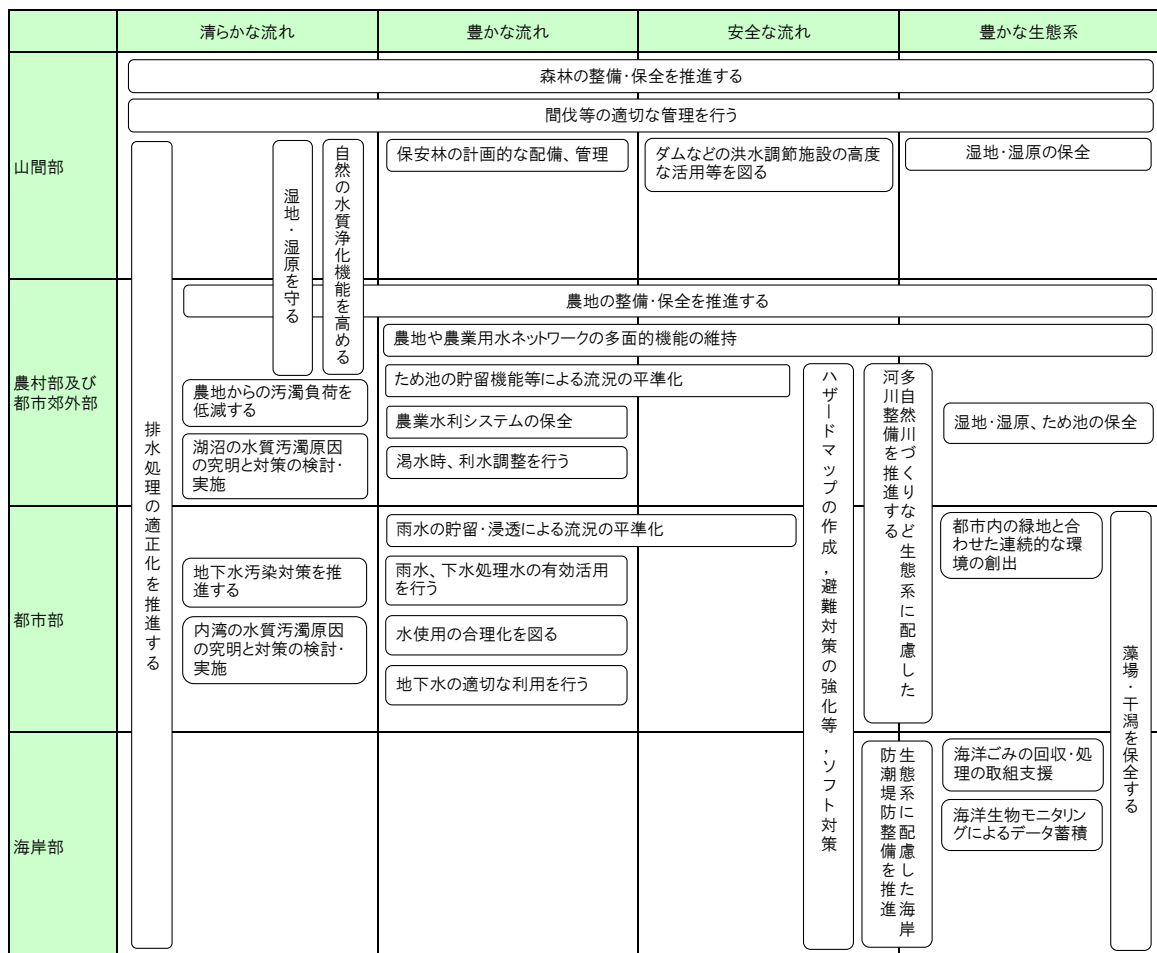 清らかな流れ
豊かな流れ
安全な流れ
豊かな生態系
山間部
森林の整備・保全を推進する
間伐等の適切な管理を行う
排水処理の適正化を推進する
湿地・湿原を守る
自然の水質浄化機能を高める
保安林の計画的な配備、管理
ダムなどの洪水調節施設の高度
な活用等を図る
湿地・湿原の保全
農村部及び
都市郊外部
農地の整備・保全を推進する
農地や農業用水ネットワークの多面的機能の維持
ため池の貯留機能等による流況の平準化
農地からの汚濁負荷を
低減する
農業水利システムの保全
湖沼の水質汚濁原因
の究明と対策の検討・
実施
渇水時、利水調整を行う
ハザードマップの作成，避難対策の強化等，ソフト対策
多自然川づくりなど生態系に配慮した
河川整備を推進する
湿地・湿原、ため池の保全
都市部
雨水の貯留・浸透による流況の平準化
地下水汚染対策を推
進する
雨水、下水処理水の有効活用
を行う
内湾の水質汚濁原因
の究明と対策の検討・
実施
水使用の合理化を図る
地下水の適切な利用を行う
都市内の緑地と合
わせた連続的な環
境の創出
藻場・干潟を保全する
海岸部
生態系に配慮した海岸
防潮堤防整備を推進
海洋ごみの回収・処
理の取組支援
海洋生物モニタリン
グによるデータ蓄積